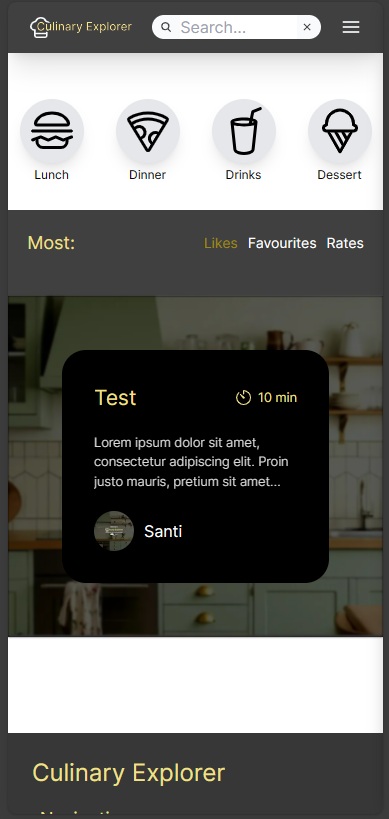 Culinary Explorer
Search...
Lunch
Dinner
Drinks
Dessert
Most:
Likes
Favourites
Rates
Test
10 min
Lorem ipsum dolor sit amet,
consectetur adipiscing elit. Proin
justo mauris, pretium sit amet...
Santi
Culinary Explorer